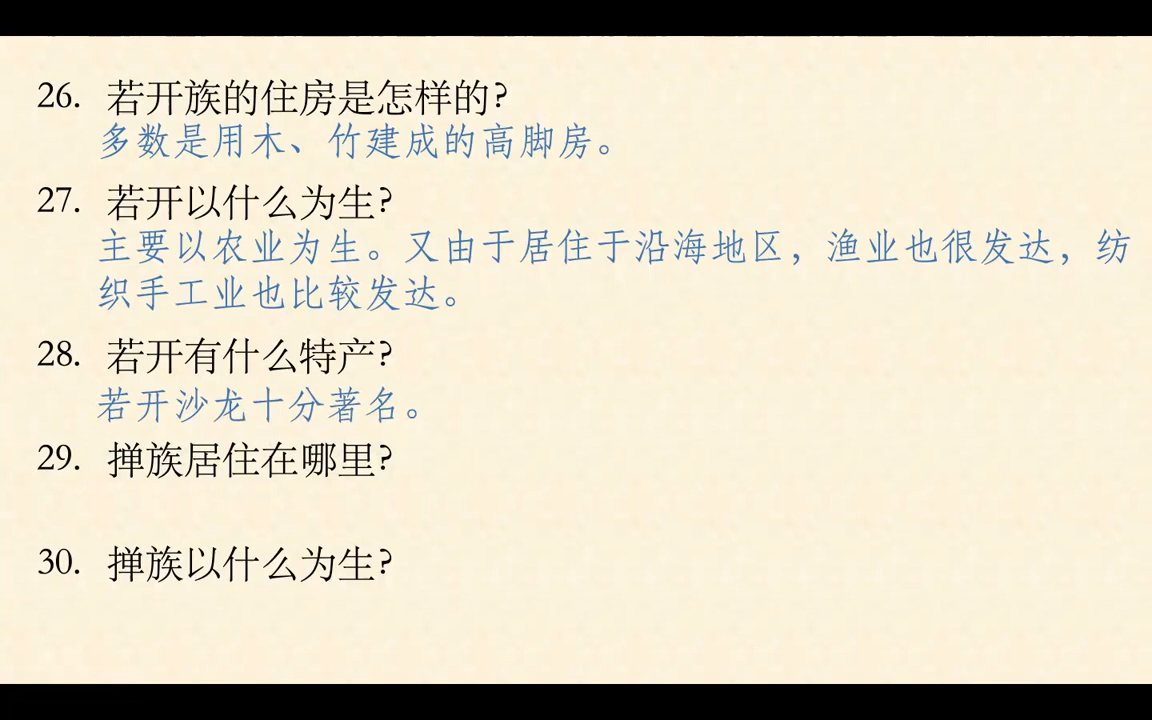 26. 若开族的住房是怎样的?
多数是用木、竹建成的高脚房。
27. 若开以什么为生?
主要以农业为生。又由于居住于沿海地区，渔业也很发达，纺
织手工业也比较发达。
28. 若开有什么特产?
若开沙龙十分著名。
29. 掸族居住在哪里?
30. 掸族以什么为生?